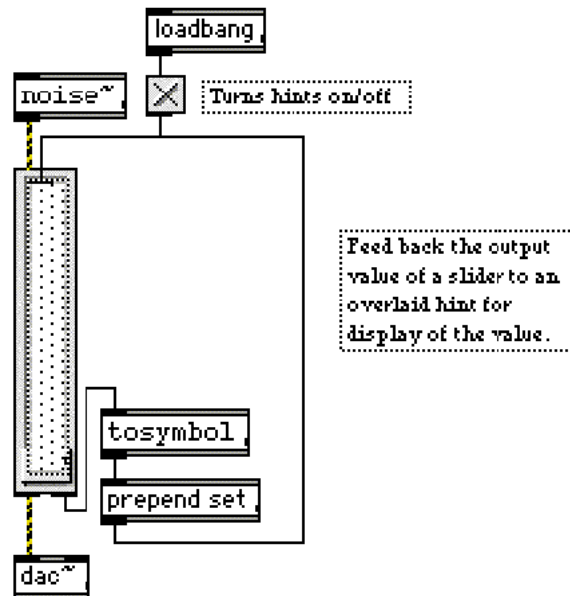 loadbang
noise~
Turns hints on/off
Feed back the output
value of a slider to an
overlaid hint for
display of the value.
tosymbol
prepend set
dac~